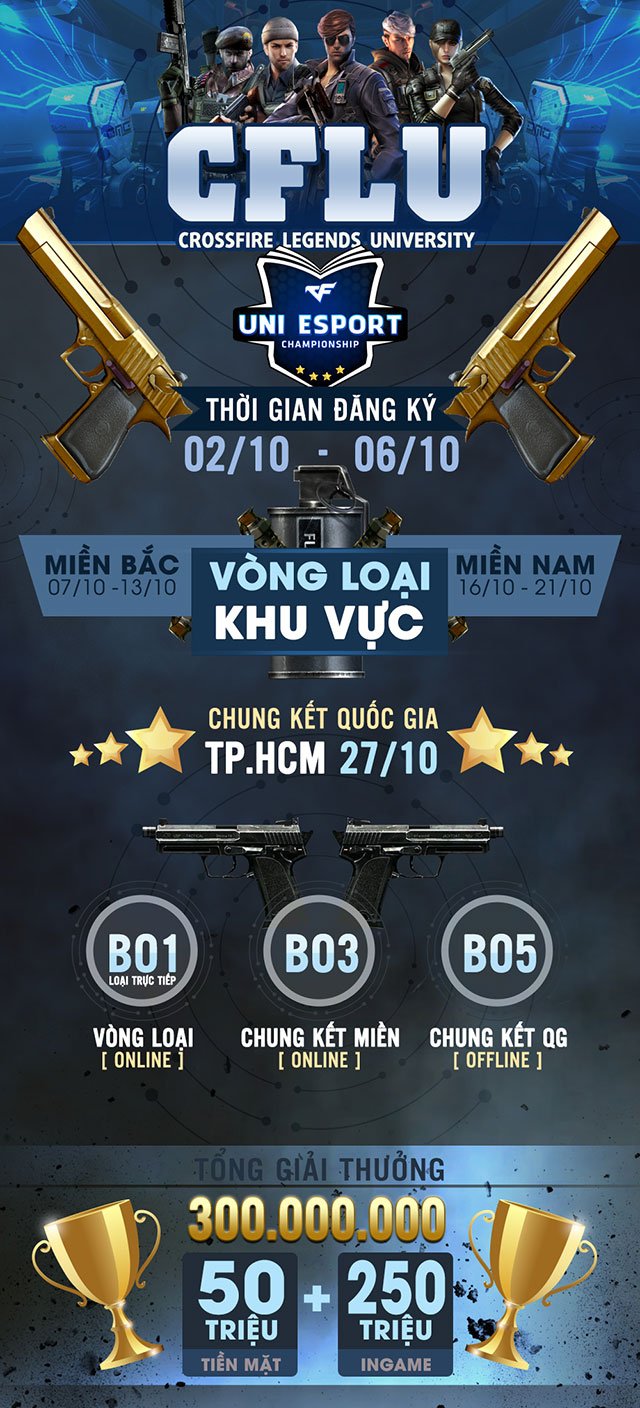 CFLU
CROSSFIRE LEGENDS UNIVERSITY
CF
UNI ESPORT
CHAMPIONSHIP
THỜI GIAN ĐĂNG KÝ
02/10 - 06/10
MIỀN BẮC
07/10 -13/10
VÒNG LOẠI
KHU VỰC
MIỀN NAM
16/10 - 21/10
CHUNG KẾT QUỐC GIA
TP.HCM 27/10
BO1
LOẠI TRỰC TIẾP
BO3
BO5
VÒNG LOẠI
[ ONLINE ]
CHUNG KẾT MIỀN
[ ONLINE ]
CHUNG KẾT QG
[ OFFLINE ]
TỔNG GIẢI THƯỞNG
300.000.000
50
TRIỆU
TIỀN MẶT
+
250
TRIỆU
INGAME